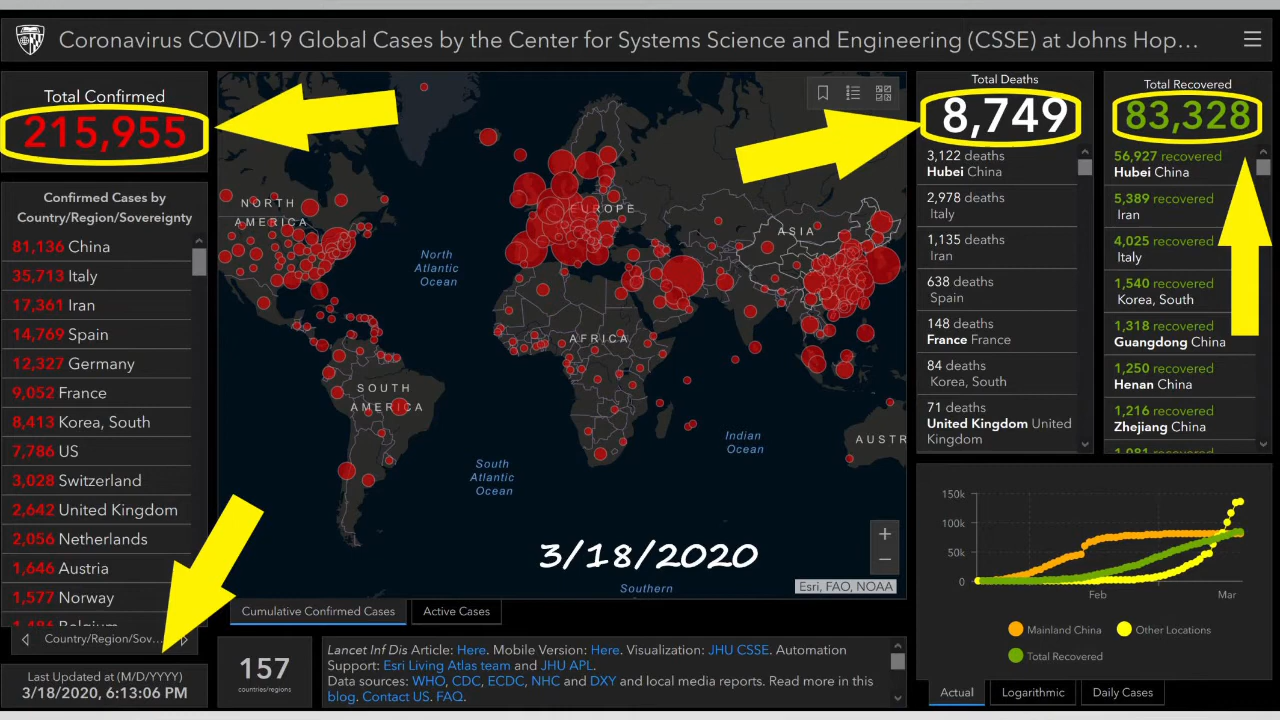 Coronavirus COVID-19 Global Cases by the Center for Systems Science and Engineering (CSSE) at Johns Hop...
Total Confirmed
215,955
Confirmed Cases by
Country/Region/Sovereignty
81,136 China
35,713 Italy
17,361 Iran
14,769 Spain
12,327 Germany
9,052 France
8,413 Korea, South
7,786 US
3,028 Switzerland
2,642 United Kingdom
2,056 Netherlands
1,646 Austria
1,577 Norway
1,486 Belgium
Country/Region/Sov...
Last Updated at (M/D/YYYY)
3/18/2020, 6:13:06 PM
NORTH
AMERICA
North
Atlantic
Ocean
EUROPE
ASIA
AFRICA
SOUTH
AMERICA
Indian
Ocean
AUSTR
South
Atlantic
Ocean
3/18/2020
Southern
Esri, FAO, NOAA
Cumulative Confirmed Cases
Active Cases
157
countries/regions
Lancet Inf Dis Article: Here. Mobile Version: Here. Visualization: JHU CSSE. Automation
Support: Esri Living Atlas team and JHU APL.
Data sources: WHO, CDC, ECDC, NHC and DXY and local media reports. Read more in this
blog. Contact US. FAQ.
Total Deaths
8,749
3,122 deaths
Hubei China
2,978 deaths
Italy
1,135 deaths
Iran
638 deaths
Spain
148 deaths
France France
84 deaths
Korea, South
71 deaths
United Kingdom United
Kingdom
Total Recovered
83,328
56,927 recovered
Hubei China
5,389 recovered
Iran
4,025 recovered
Italy
1,540 recovered
Korea, South
1,318 recovered
Guangdong China
1,250 recovered
Henan China
1,216 recovered
Zhejiang China
150k
100k
50k
0
Feb
Mar
Mainland China
Other Locations
Total Recovered
Actual
Logarithmic
Daily Cases